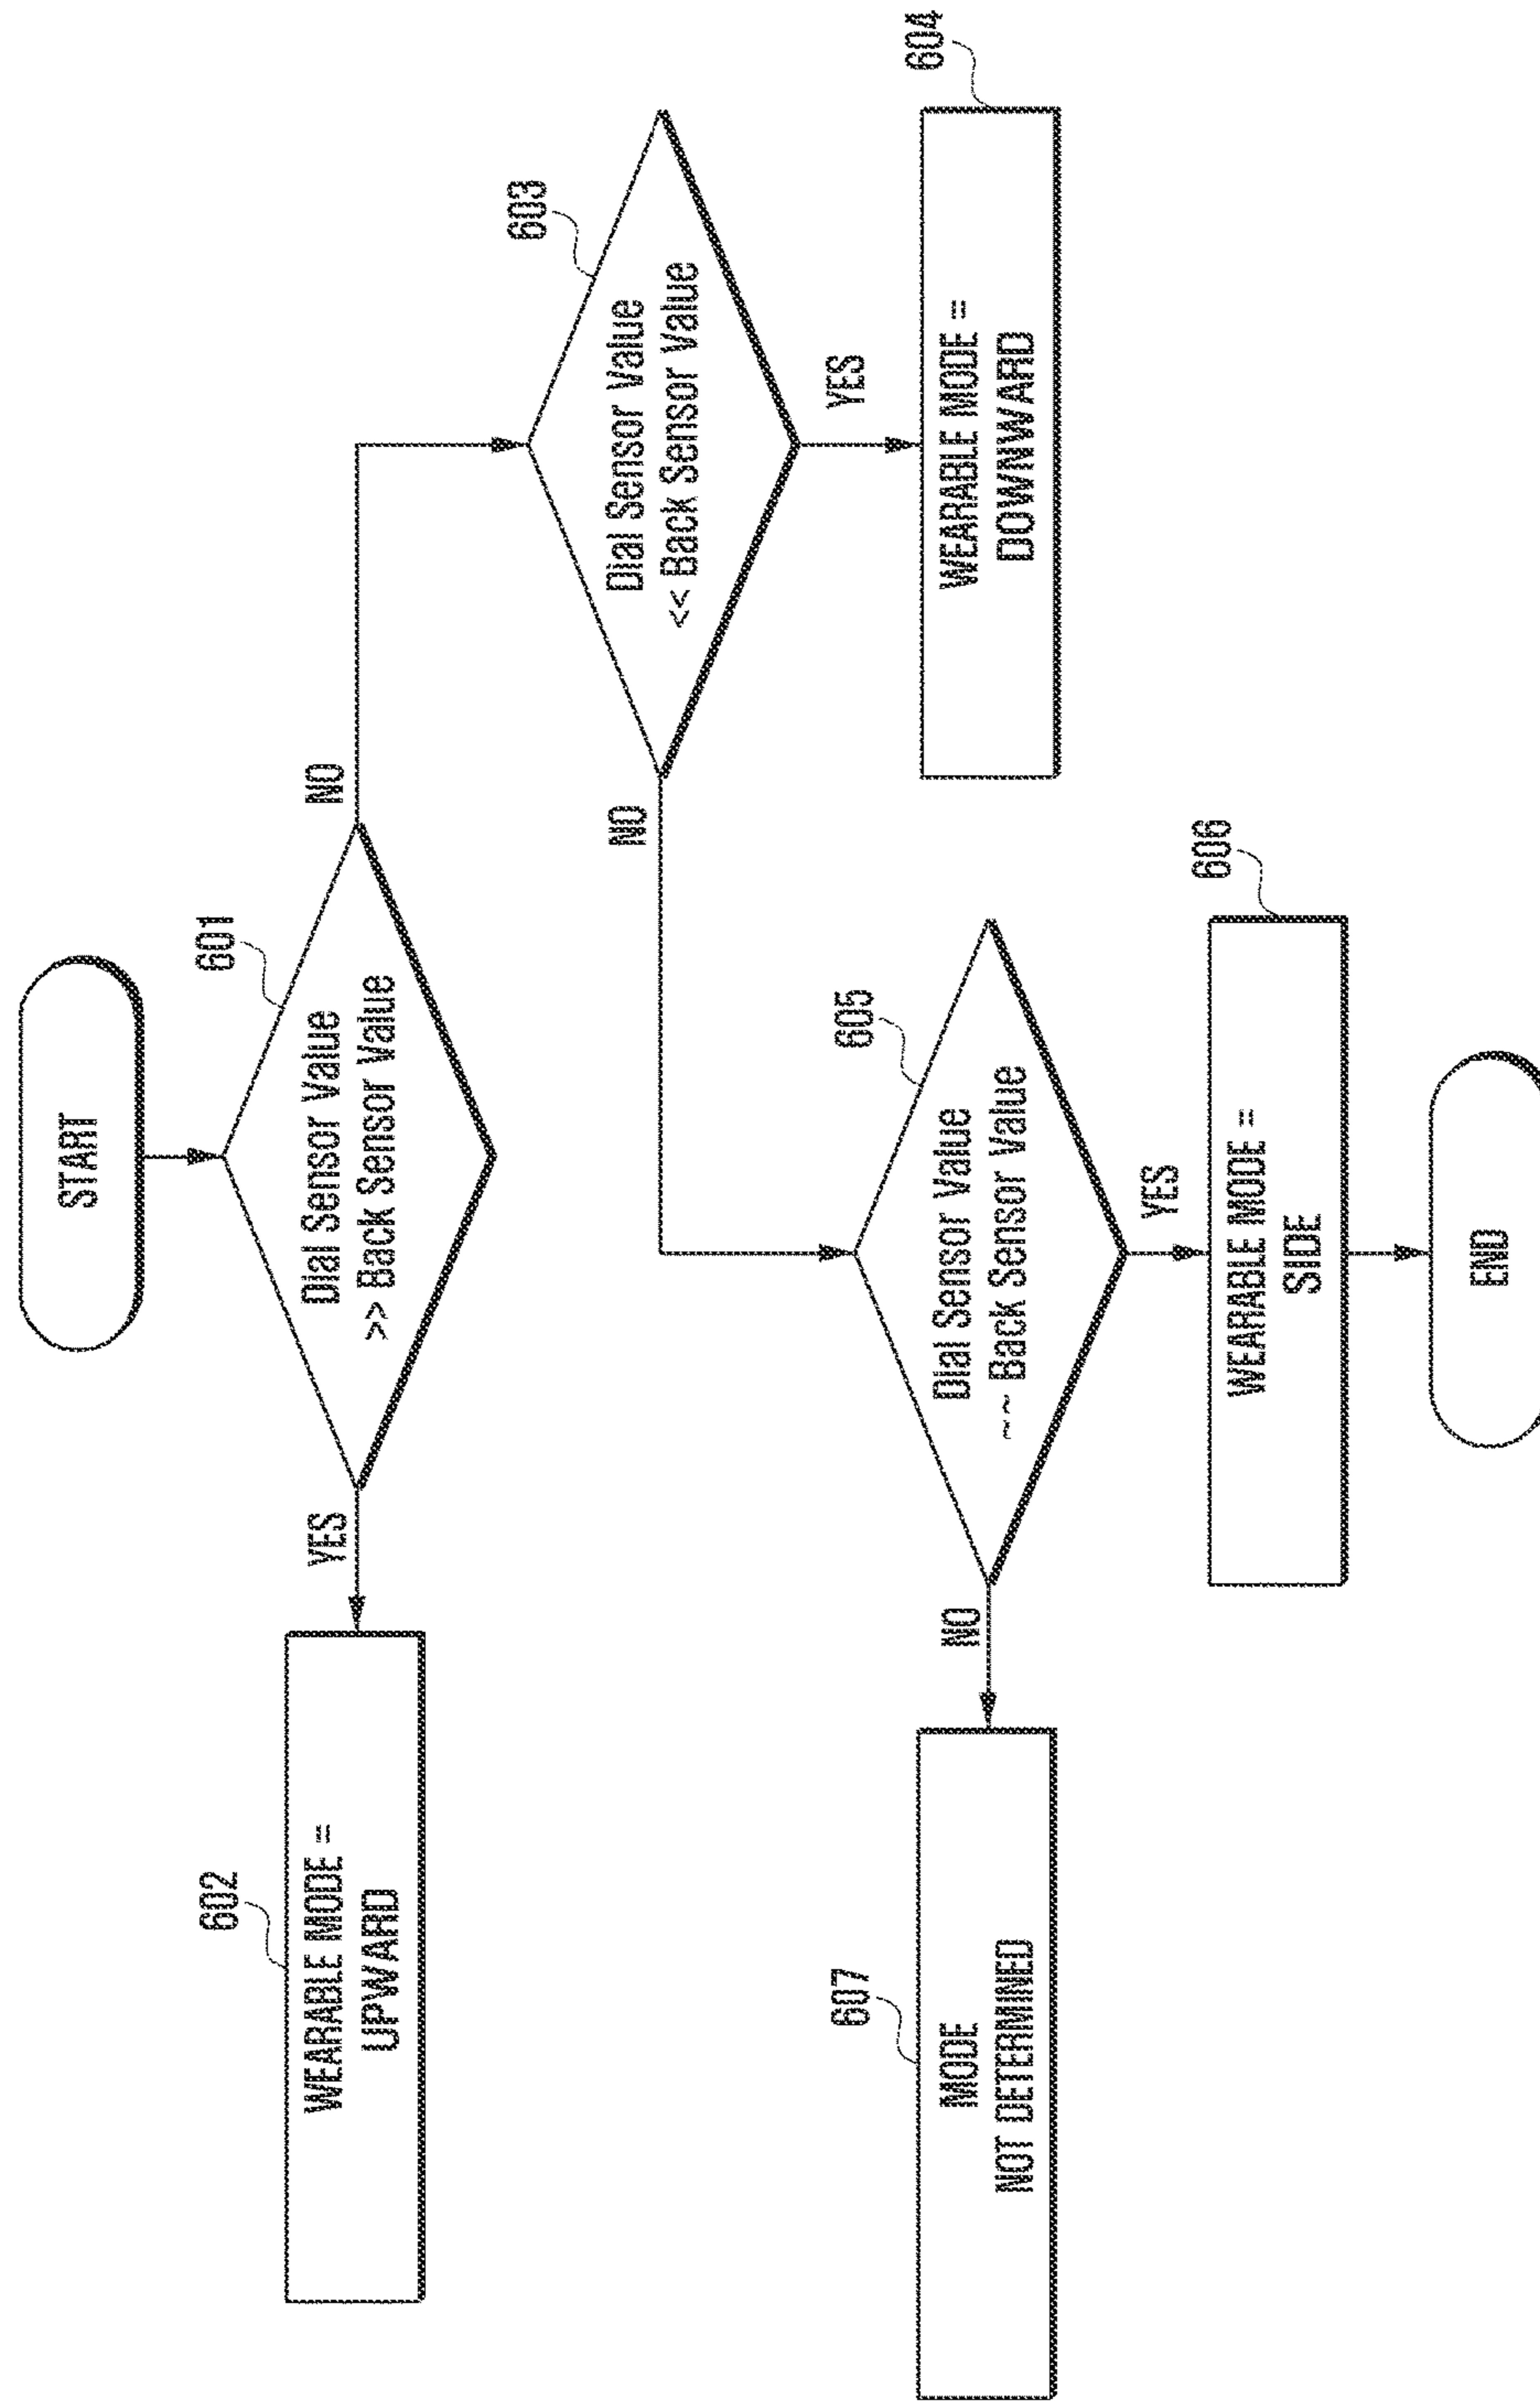 START
601
Dial Sensor Value
>> Back Sensor Value
YES
NO
602
WEARABLE MODE =
UPWARD
603
Dial Sensor Value
<< Back Sensor Value
NO
YES
604
WEARABLE MODE =
DOWNWARD
605
Dial Sensor Value
~~ Back Sensor Value
NO
YES
607
MODE
NOT DETERMINED
606
WEARABLE MODE =
SIDE
END